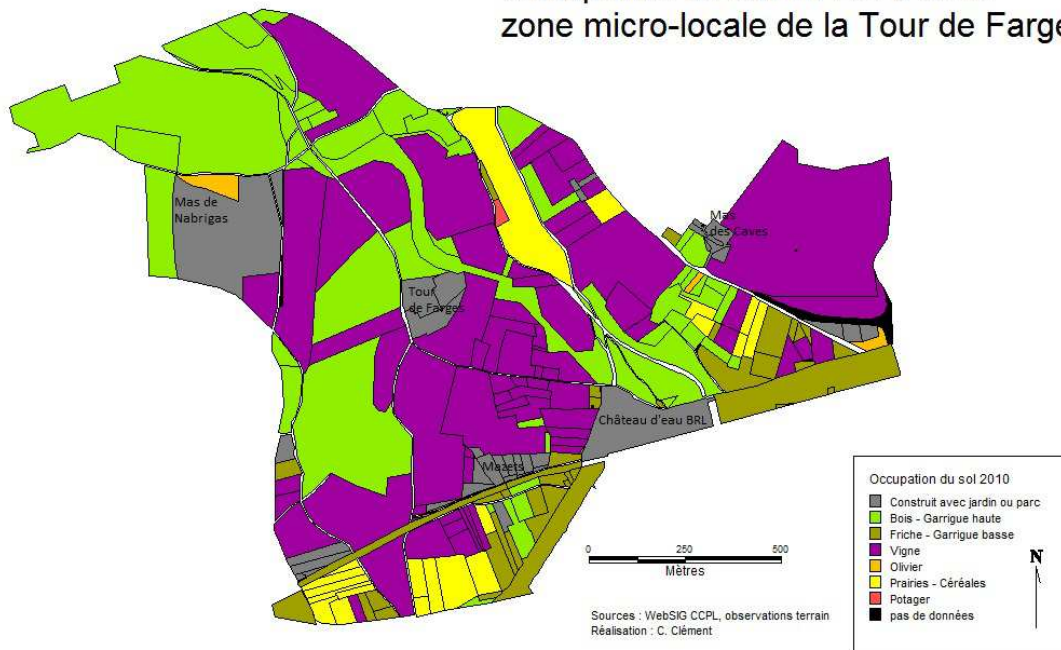 zone micro-locale de la Tour de Farge
Mas de
Nabrigas
Mas
des Caves
Tour
de Farges
Château d'eau BRL
Mazets
Occupation du sol 2010
Construit avec jardin ou parc
Bois - Garrigue haute
Friche - Garrigue basse
Vigne
Olivier
Prairies - Céréales
Potager
pas de données
N
0 250 500
Mètres
Sources : WebSIG CCPL, observations terrain
Réalisation : C. Clément